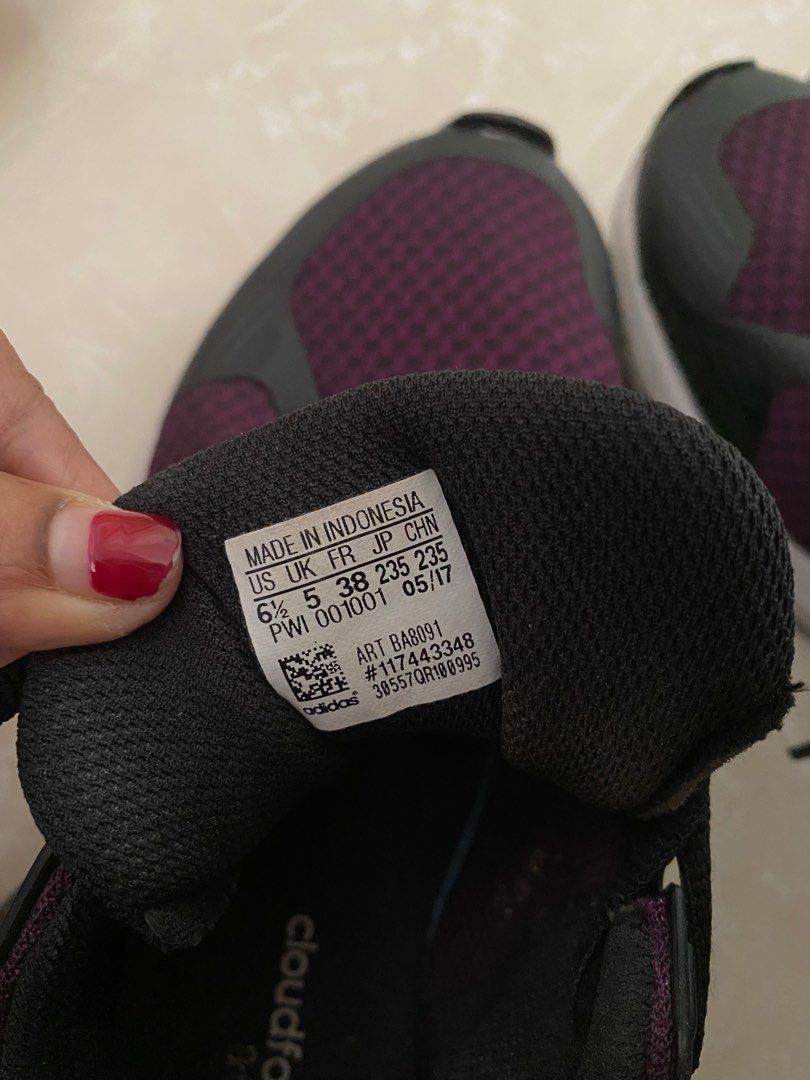 MADE IN INDONESIA
US UK FR JP CHN
6½ 5 38 235 235
PWI 001001 05/17
ART BA8091
#117443348
30557QR100995
adidas